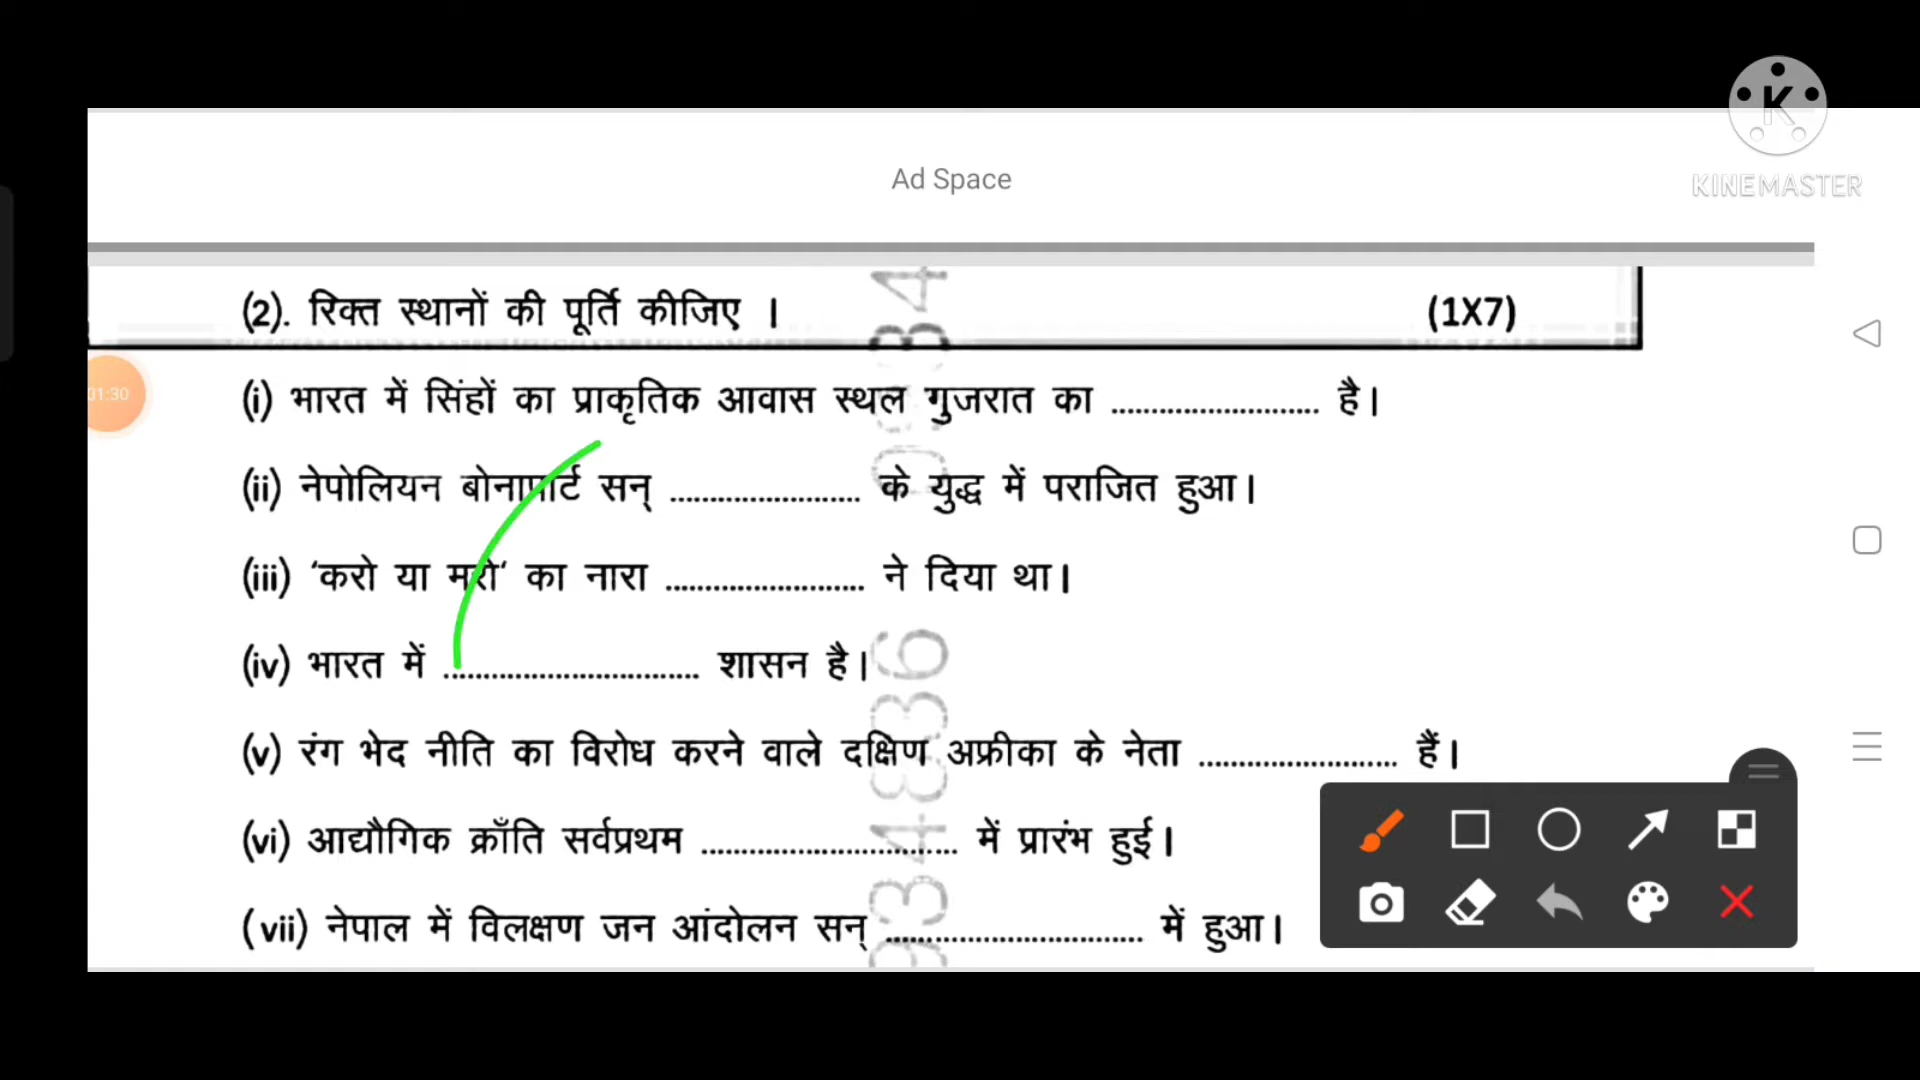 K
KINEMASTER
Ad Space
(2). रिक्त स्थानों की पूर्ति कीजिए । (1X7)
01:30
(i) भारत में सिंहों का प्राकृतिक आवास स्थल गुजरात का .......................... है।
(ii) नेपोलियन बोनापार्ट सन् ........................ के युद्ध में पराजित हुआ।
(iii) ‘करो या मरो‘ का नारा ......................... ने दिया था।
(iv) भारत में ................................ शासन है।
(v) रंग भेद नीति का विरोध करने वाले दक्षिण अफ्रीका के नेता ......................... हैं।
(vi) आद्यौगिक क्राँति सर्वप्रथम ................................ में प्रारंभ हुई।
(vii) नेपाल में विलक्षण जन आंदोलन सन् ................................ में हुआ।